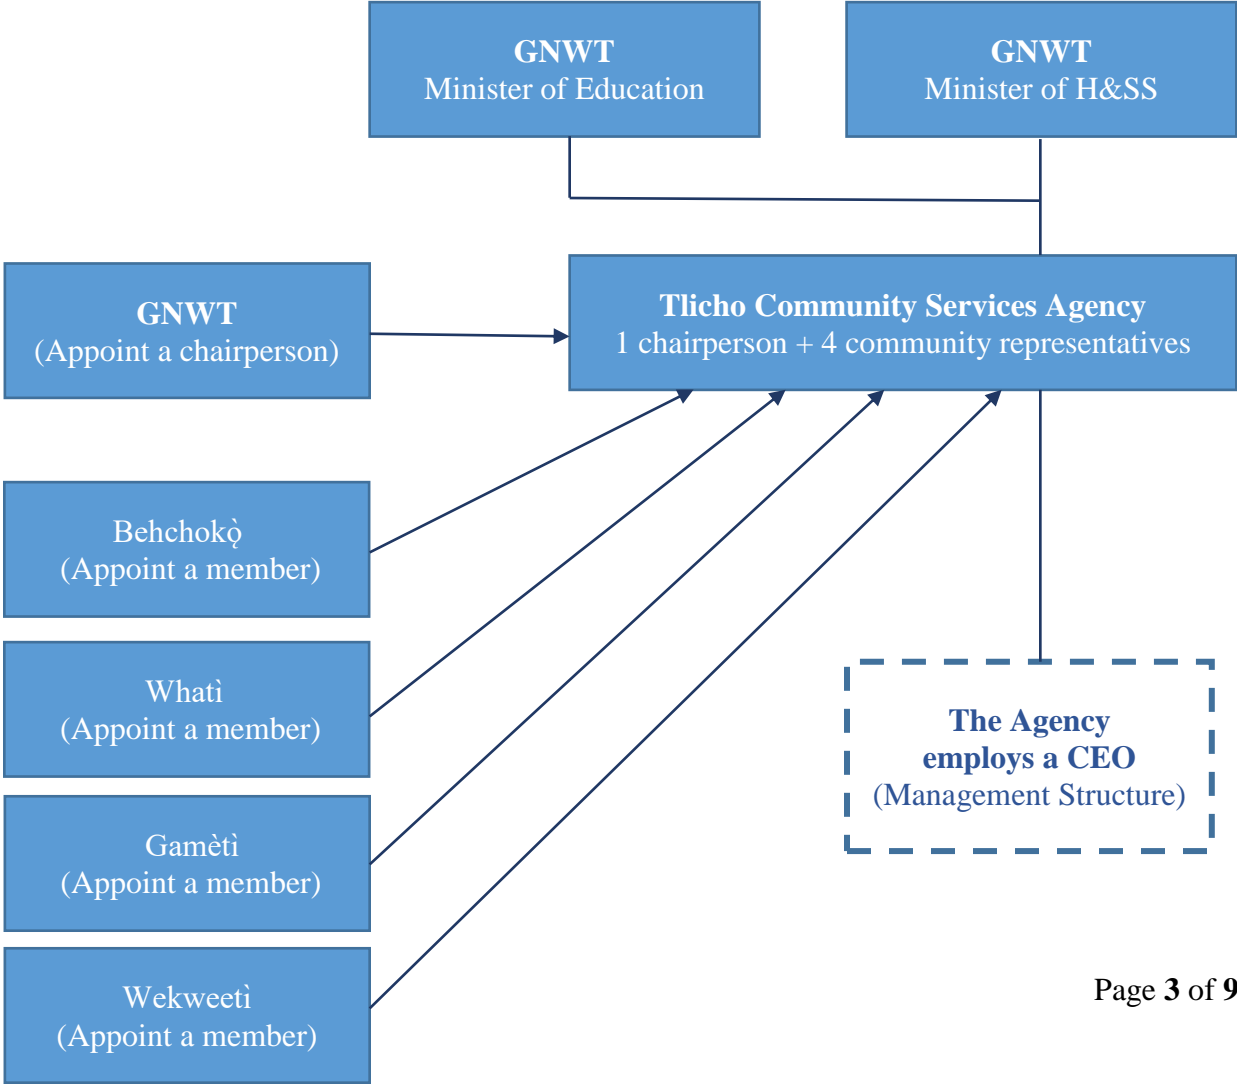 GNWT
Minister of Education
GNWT
Minister of H&SS
GNWT
(Appoint a chairperson)
Tlicho Community Services Agency
1 chairperson + 4 community representatives
Behchokǫ̀
(Appoint a member)
Whatì
(Appoint a member)
Gamètì
(Appoint a member)
Wekweetì
(Appoint a member)
The Agency
employs a CEO
(Management Structure)
Page 3 of 9